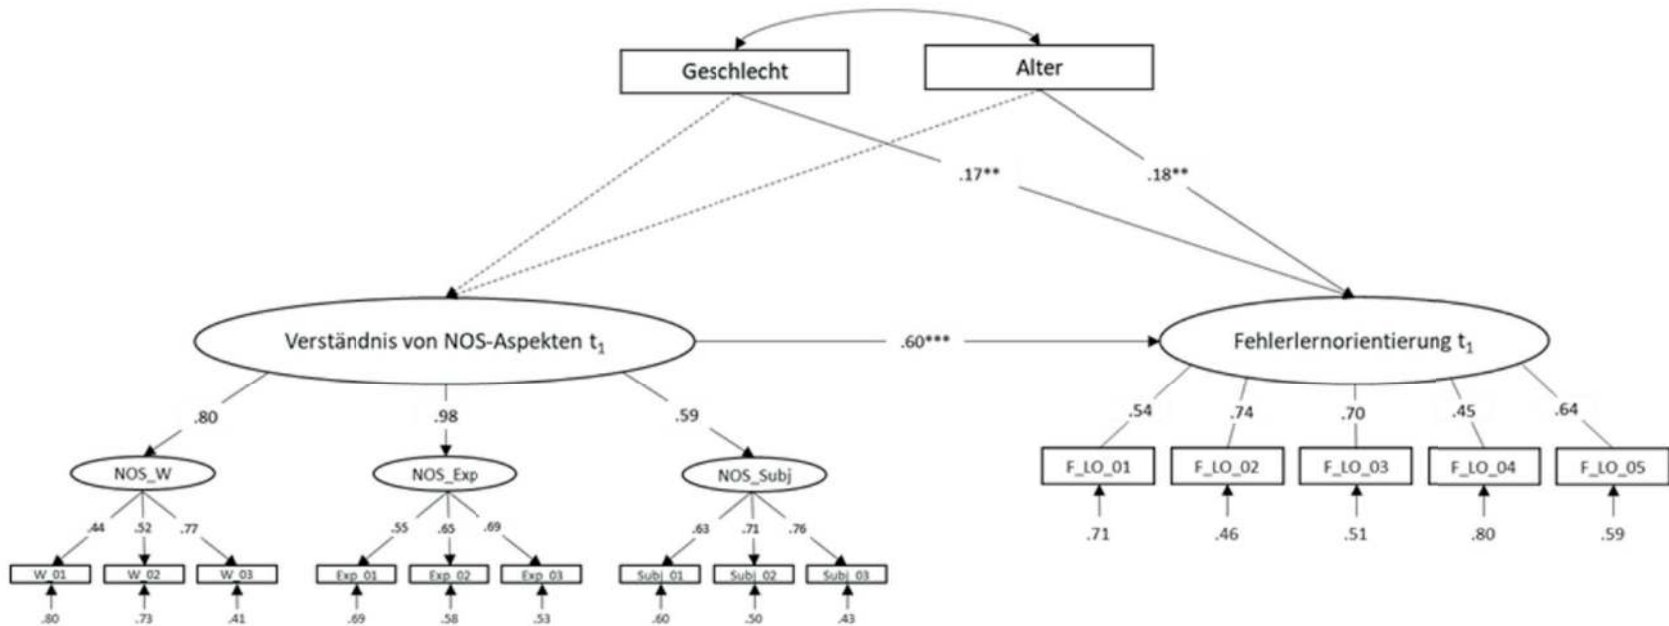 Geschlecht
Alter
.17**
.18**
Verständnis von NOS-Aspekten t₁
.60***
Fehlerlernorientierung t₁
.80
.98
.59
.54
.74
.70
.45
.64
NOS_W
NOS_Exp
NOS_Subj
F_LO_01
F_LO_02
F_LO_03
F_LO_04
F_LO_05
.44
.52
.77
.55
.65
.69
.63
.71
.76
.71
.46
.51
.80
.59
W_01
W_02
W_03
Exp_01
Exp_02
Exp_03
Subj_01
Subj_02
Subj_03
.80
.73
.41
.69
.58
.53
.60
.50
.43